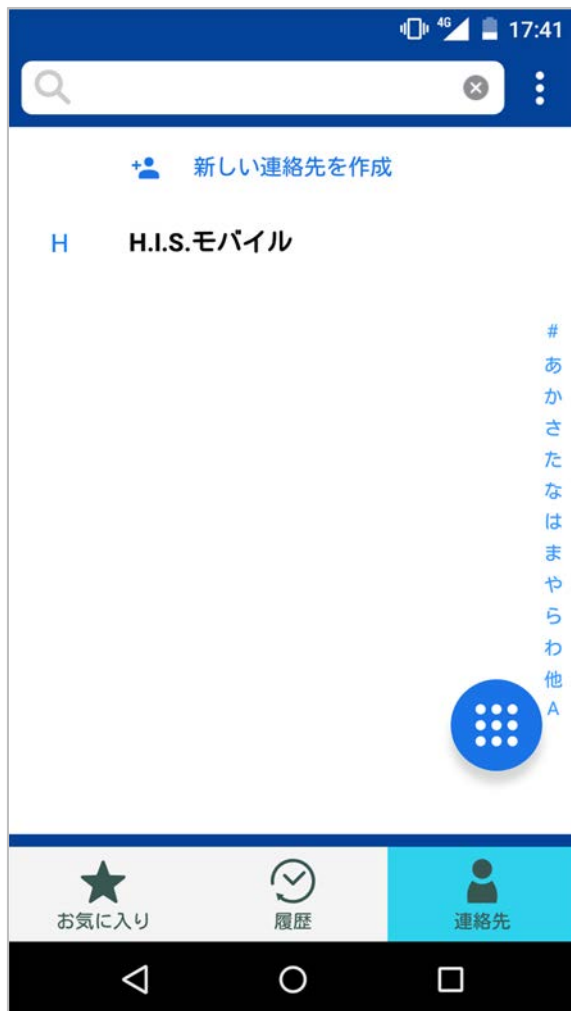 4G 17:41
新しい連絡先を作成
H H.I.S.モバイル
#
あ
か
さ
た
な
は
ま
や
ら
わ
他
A
お気に入り 履歴 連絡先